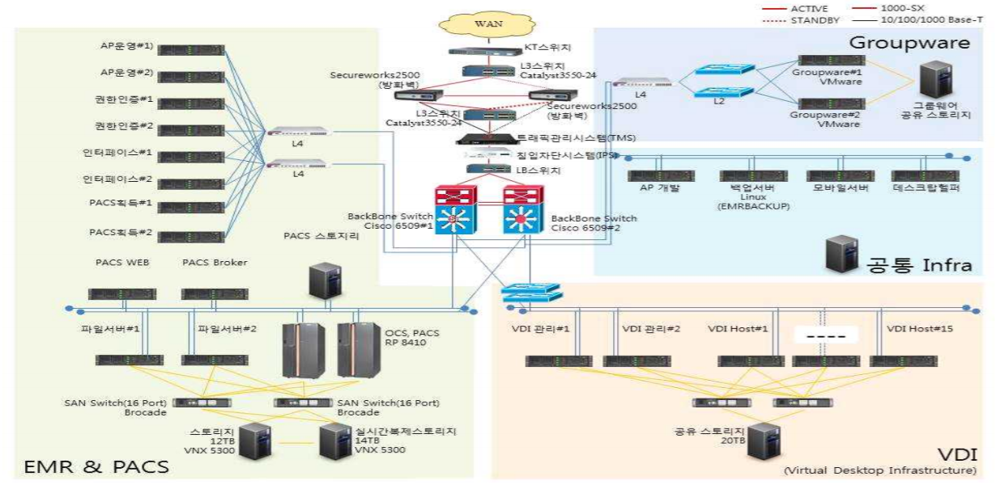 ACTIVE
1000-SX
STANDBY
10/100/1000 Base-T
WAN
KT스위치
L3스위치
Catalyst3550-24
Secureworks2500
(방화벽)
Secureworks2500
(방화벽)
L3스위치
Catalyst3550-24
트래픽관리시스템(TMS)
침입차단시스템(IPS)
LB스위치
BackBone Switch
Cisco 6509#1
BackBone Switch
Cisco 6509#2
AP운영#1)
AP운영#2)
권한인증#1
권한인증#2
인터페이스#1
인터페이스#2
PACS획득#1
PACS획득#2
L4
L4
PACS 스토지리
PACS WEB
PACS Broker
파일서버#1
파일서버#2
OCS, PACS
RP 8410
SAN Switch(16 Port)
Brocade
SAN Switch(16 Port)
Brocade
스토리지
12TB
VNX 5300
실시간복제스토리지
14TB
VNX 5300
EMR & PACS
Groupware
L4
L2
Groupware#1
VMware
Groupware#2
VMware
그룹웨어
공유 스토리지
AP 개발
백업서버
Linux
(EMRBACKUP)
모바일서버
데스크탑헬퍼
공통 Infra
VDI 관리#1
VDI 관리#2
VDI Host#1
----
VDI Host#15
공유 스토리지
20TB
VDI
(Virtual Desktop Infrastructure)